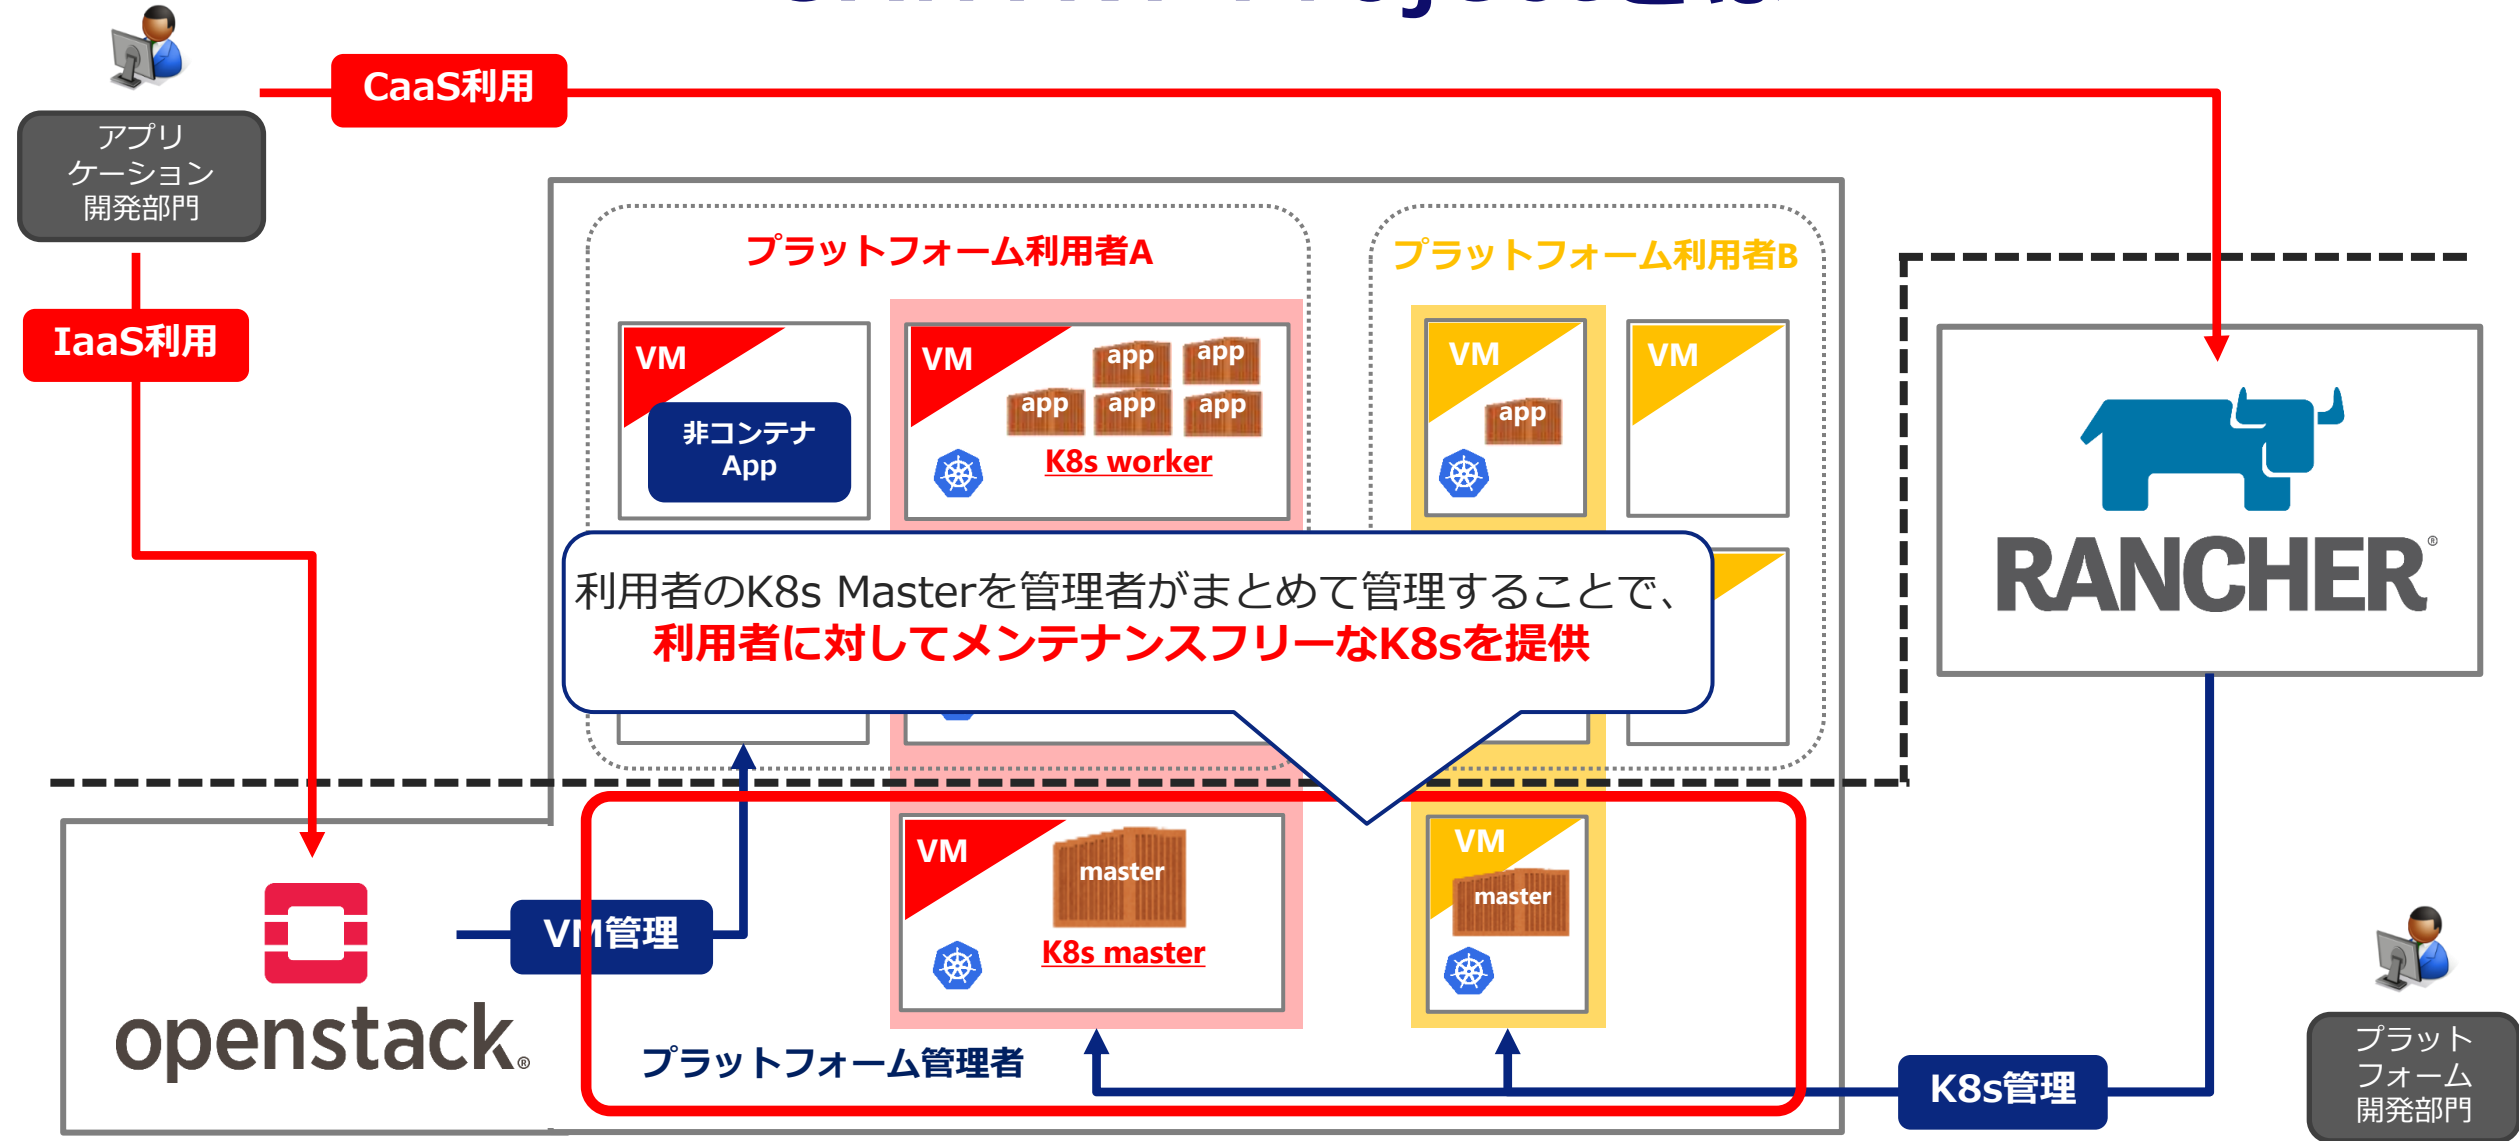 CaaS利用
アプリ
ケーション
開発部門
プラットフォーム利用者A
プラットフォーム利用者B
IaaS利用
VM
非コンテナ
App
VM
app
app
app
app
app
K8s worker
VM
app
VM
RANCHER®
利用者のK8s Masterを管理者がまとめて管理することで、
利用者に対してメンテナンスフリーなK8sを提供
VM
master
K8s master
VM
master
VM管理
openstack®
プラットフォーム管理者
K8s管理
プラット
フォーム
開発部門